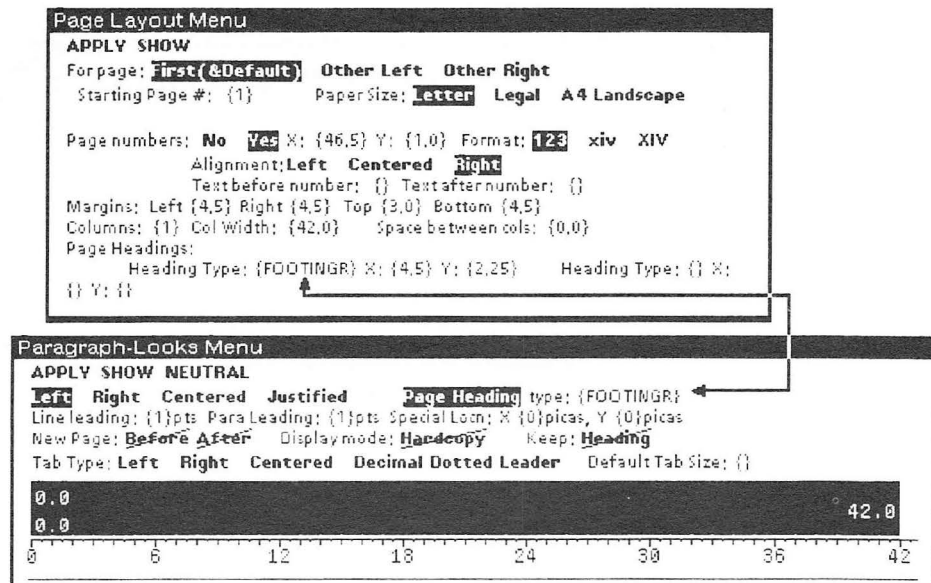 Page Layout Menu
APPLY SHOW
For page: First(&Default) Other Left Other Right
Starting Page #: {1} Paper Size: Letter Legal A4 Landscape
Page numbers: No Yes X: {46.5} Y: {1.0} Format: 123 xiv XIV
Alignment: Left Centered Right
Text before number: {} Text after number: {}
Margins: Left {4.5} Right {4.5} Top {3.0} Bottom {4.5}
Columns: {1} Col Width: {42.0} Space between cols: {0.0}
Page Headings:
Heading Type: {FOOTINGR} X: {4.5} Y: {2.25} Heading Type: {} X:
{} Y: {}
Paragraph-Looks Menu
APPLY SHOW NEUTRAL
Left Right Centered Justified Page Heading type: {FOOTINGR}
Line leading: {1}pts Para Leading: {1}pts Special Locn: X {0}picas, Y {0}picas
New Page: Before After Display mode: Hardcopy Keep: Heading
Tab Type: Left Right Centered Decimal Dotted Leader Default Tab Size: {}
0.0
42.0
0.0
0 6 12 18 24 30 36 42